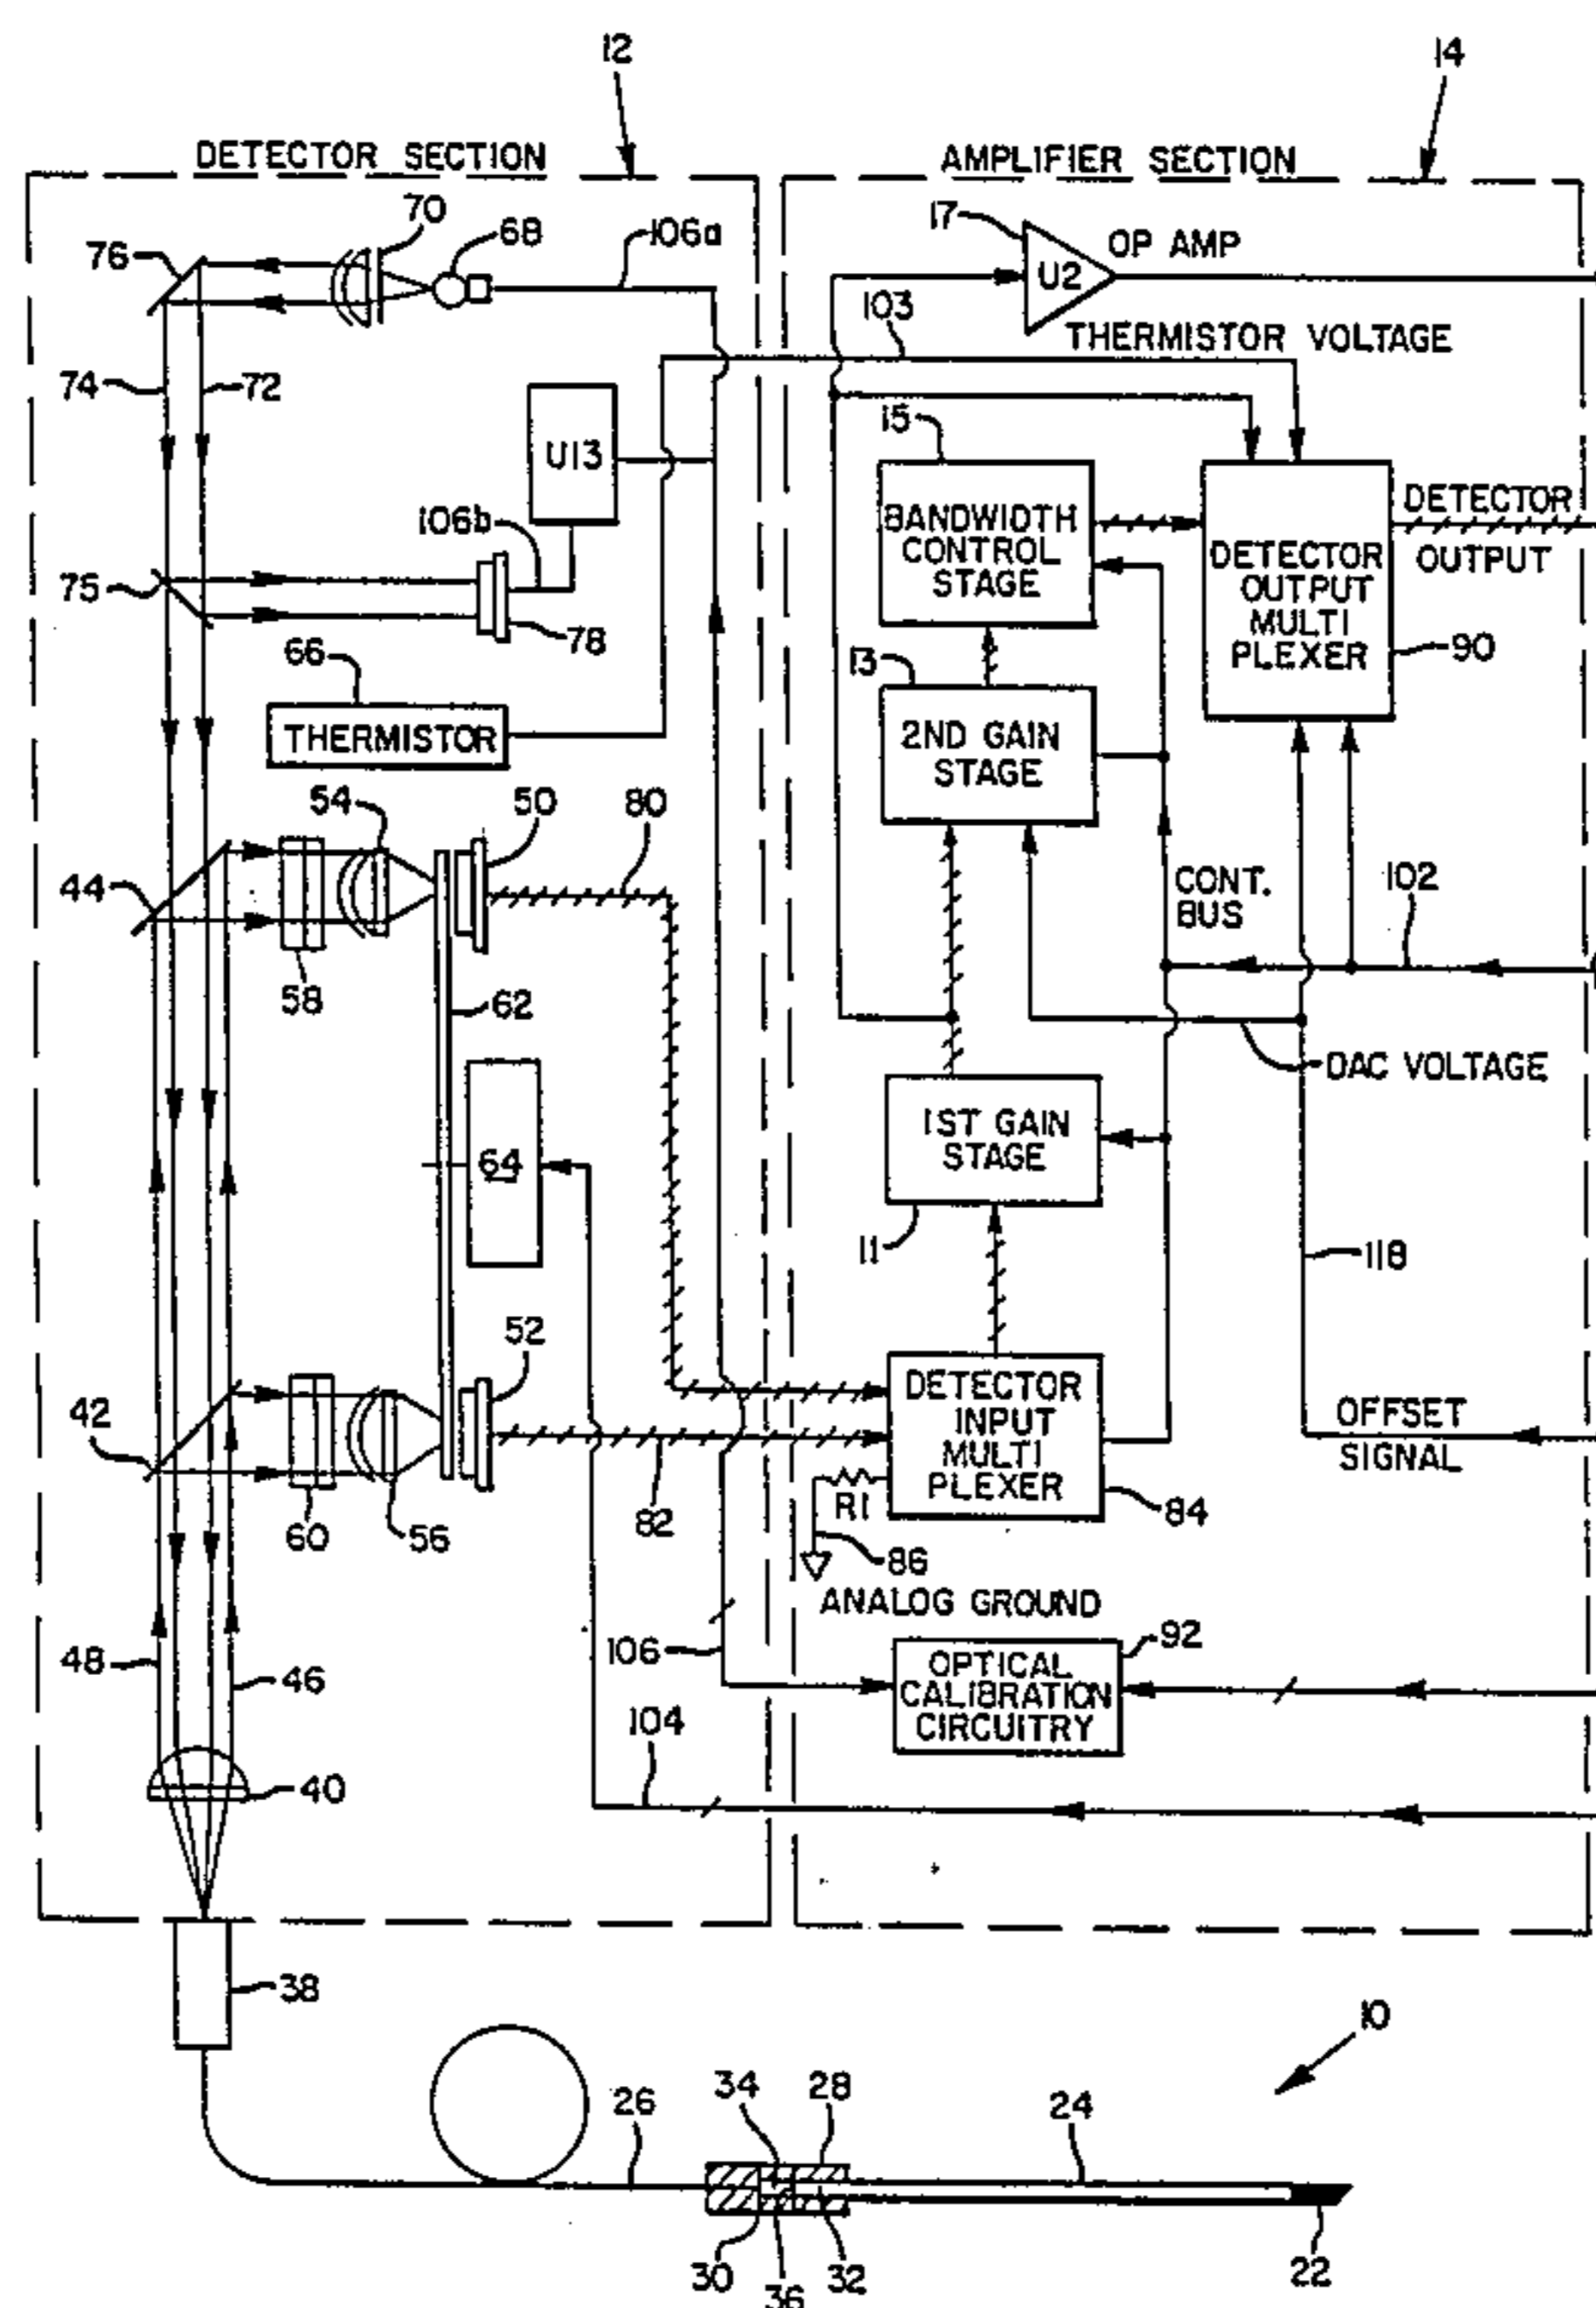 12
14
DETECTOR SECTION
AMPLIFIER SECTION
70
68
106a
17
OP AMP
U2
76
103
THERMISTOR VOLTAGE
74
72
15
U13
106b
BANDWIDTH
CONTROL
STAGE
DETECTOR
OUTPUT
MULTI
PLEXER
DETECTOR
OUTPUT
75
78
66
13
90
THERMISTOR
2ND GAIN
STAGE
54
50
80
44
CONT.
BUS
102
58
62
DAC VOLTAGE
64
1ST GAIN
STAGE
11
118
52
42
DETECTOR
INPUT
MULTI
PLEXER
OFFSET
SIGNAL
R1
84
60
56
82
86
ANALOG GROUND
48
46
106
92
OPTICAL
CALIBRATION
CIRCUITRY
104
40
38
10
34
28
26
24
30
36
32
22